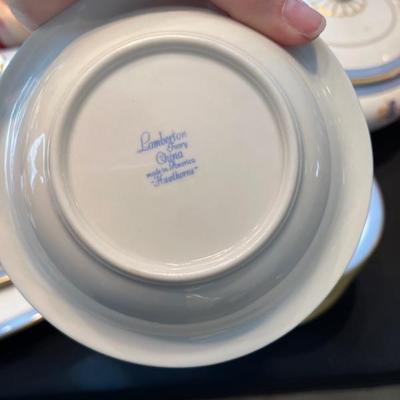 Lamberton
Ivory
China
made in America
"Hawthorne"